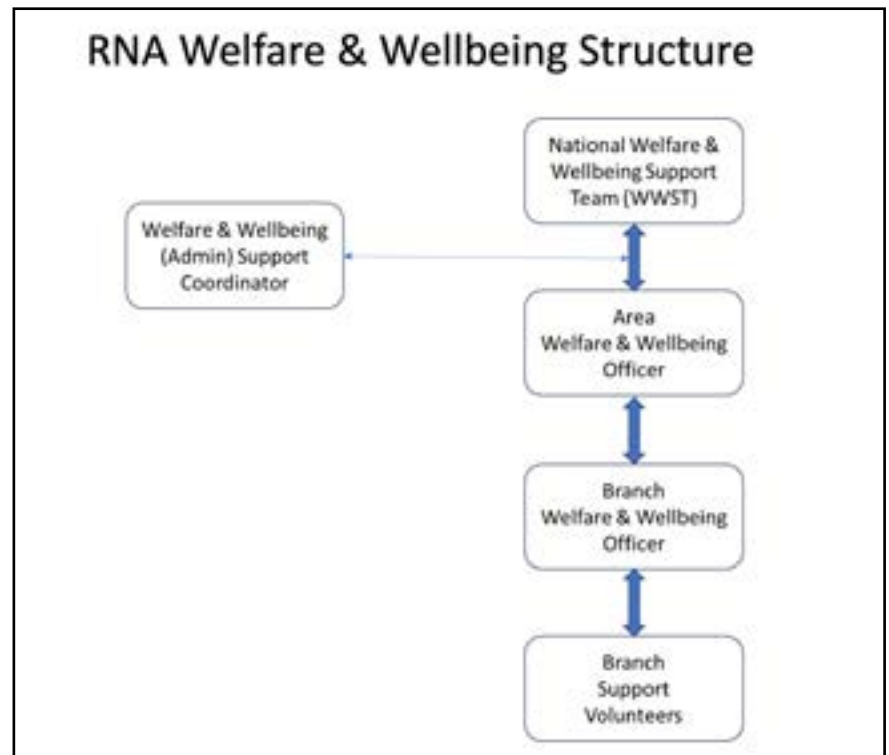 RNA Welfare & Wellbeing Structure
National Welfare &
Wellbeing Support
Team (WWST)
Welfare & Wellbeing
(Admin) Support
Coordinator
Area
Welfare & Wellbeing
Officer
Branch
Welfare & Wellbeing
Officer
Branch
Support
Volunteers